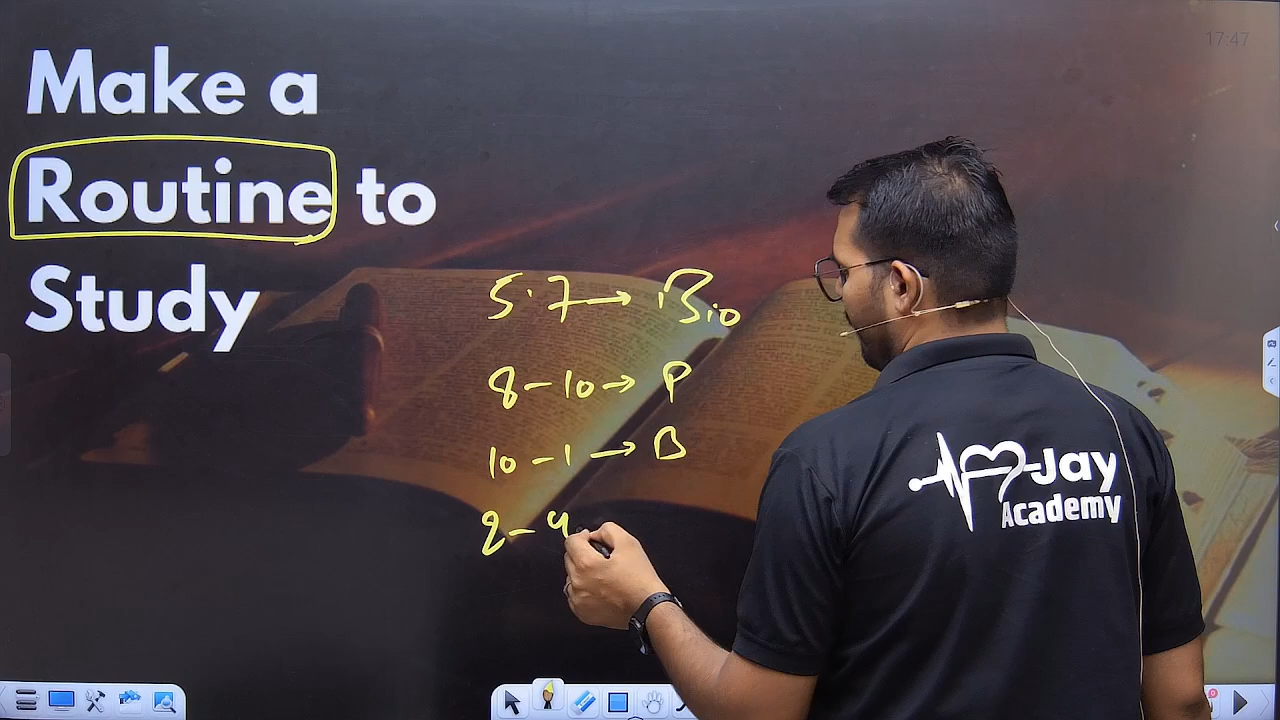 17:47
Make a
Routine to
Study
5.7 → Bio
8-10 → P
10-1 → B
2-4
Jay
Academy